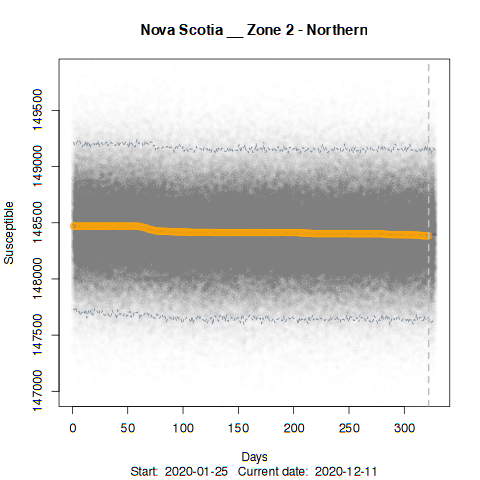 Nova Scotia __ Zone 2 - Northern
Susceptible
149500
149000
148500
148000
147500
147000
0 50 100 150 200 250 300
Days
Start: 2020-01-25 Current date: 2020-12-11